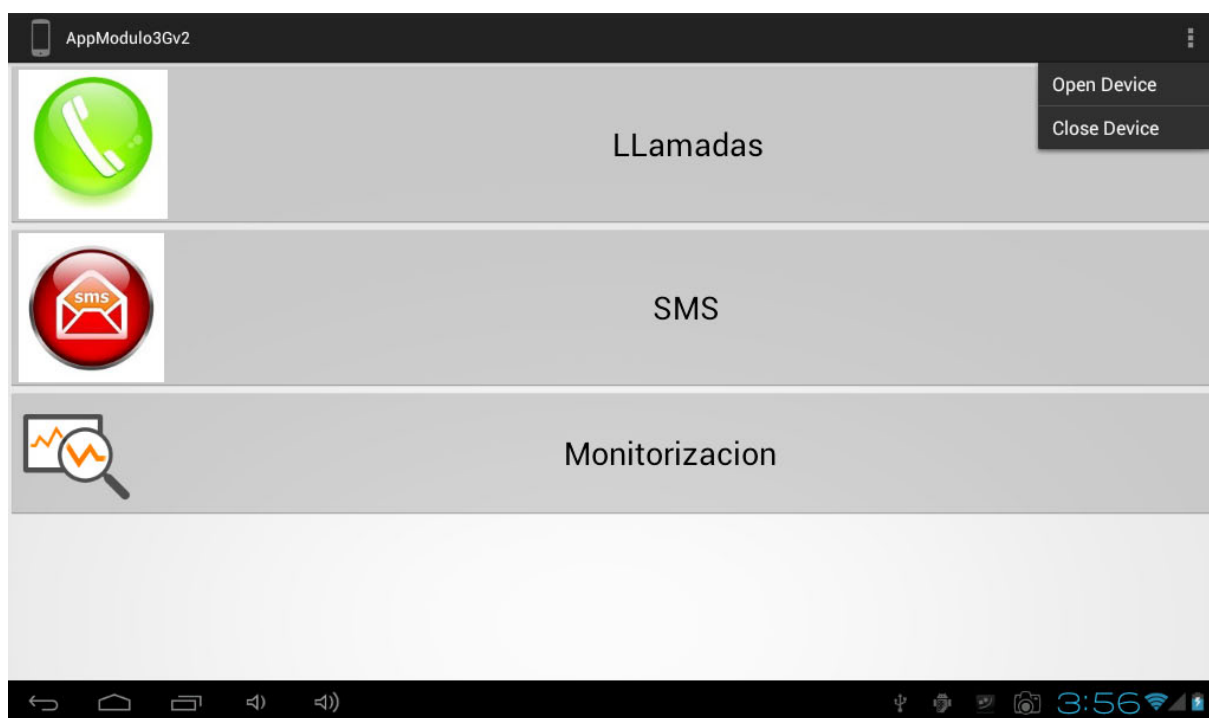 AppModulo3Gv2
Open Device
Close Device
LLamadas
sms
SMS
Monitorizacion
3:56